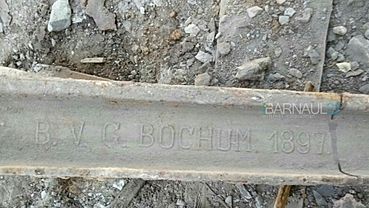 BARNAUL
B. V. G. BOCHUM 1897